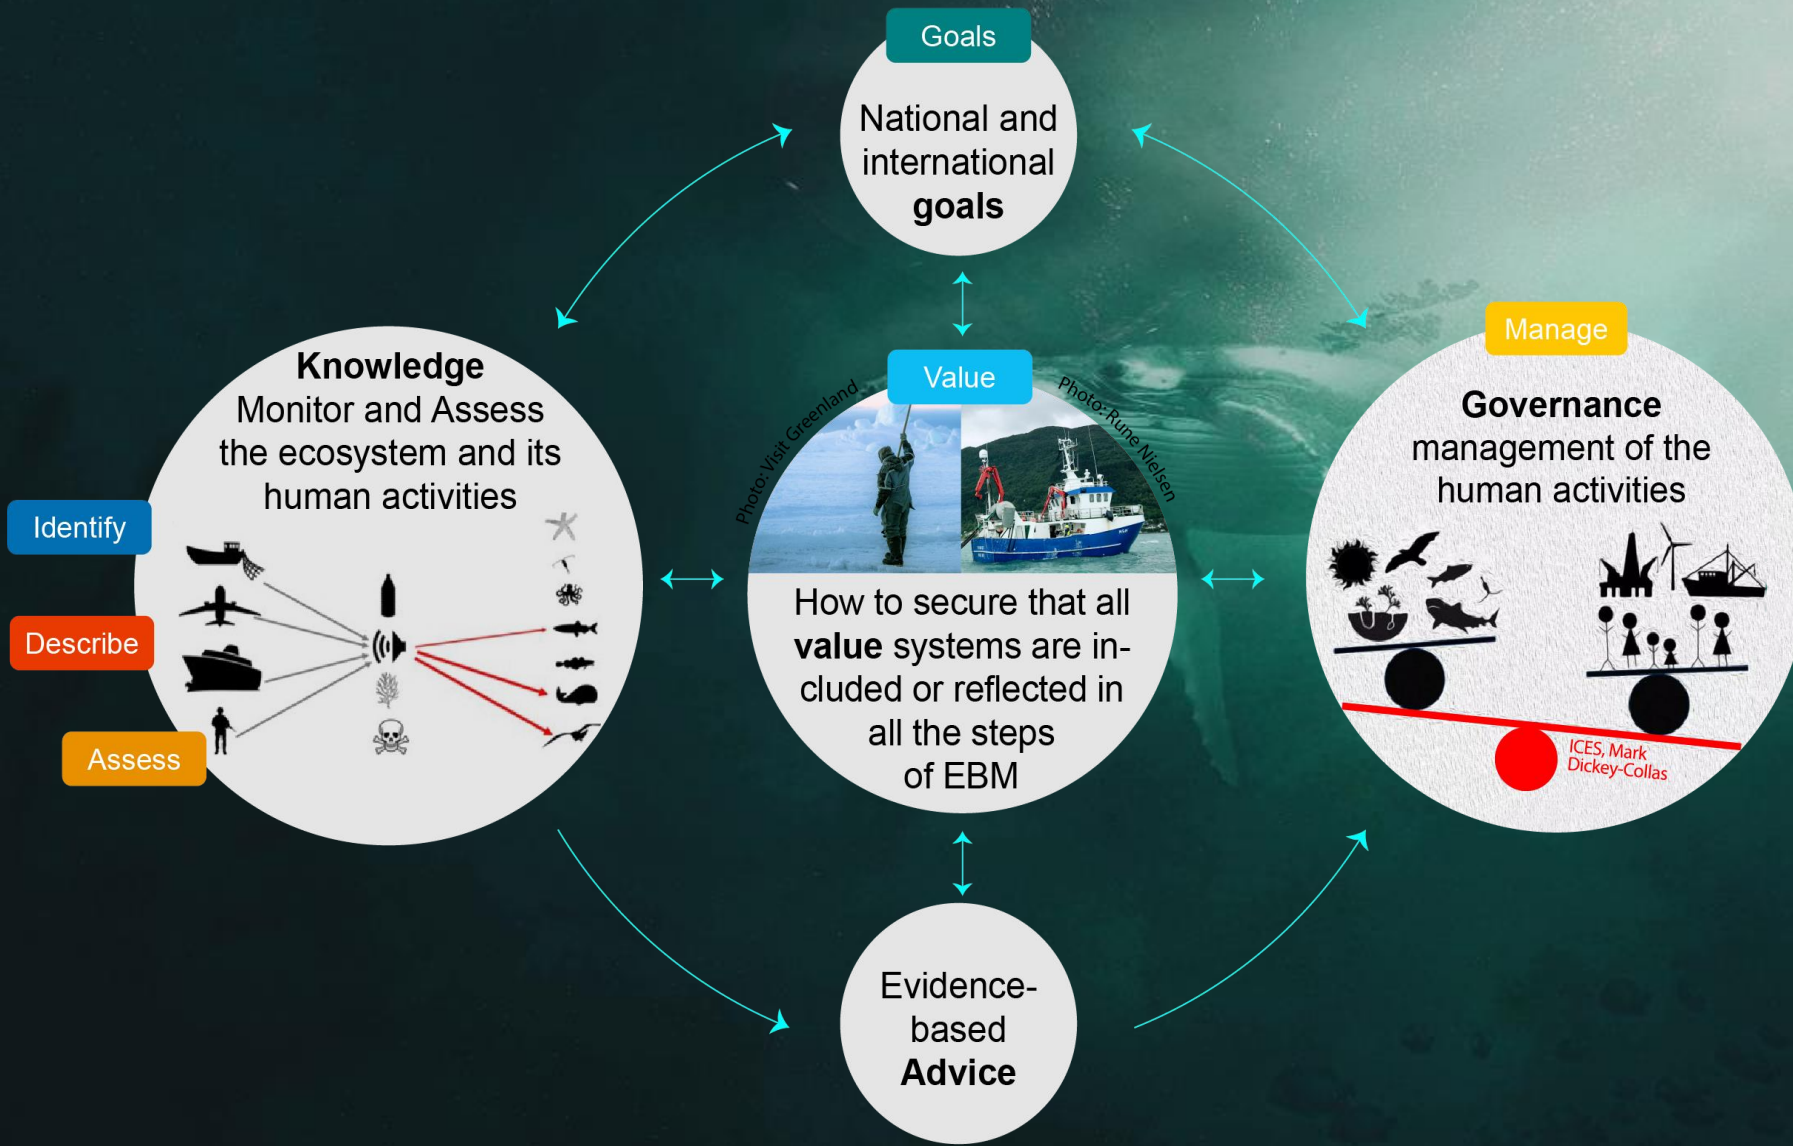 Goals
National and
international
goals
Knowledge
Monitor and Assess
the ecosystem and its
human activities
Identify
Describe
Assess
Value
Photo: Visit Greenland
Photo: Rune Nielsen
How to secure that all
value systems are in-
cluded or reflected in
all the steps
of EBM
Manage
Governance
management of the
human activities
ICES, Mark
Dickey-Collas
Evidence-
based
Advice